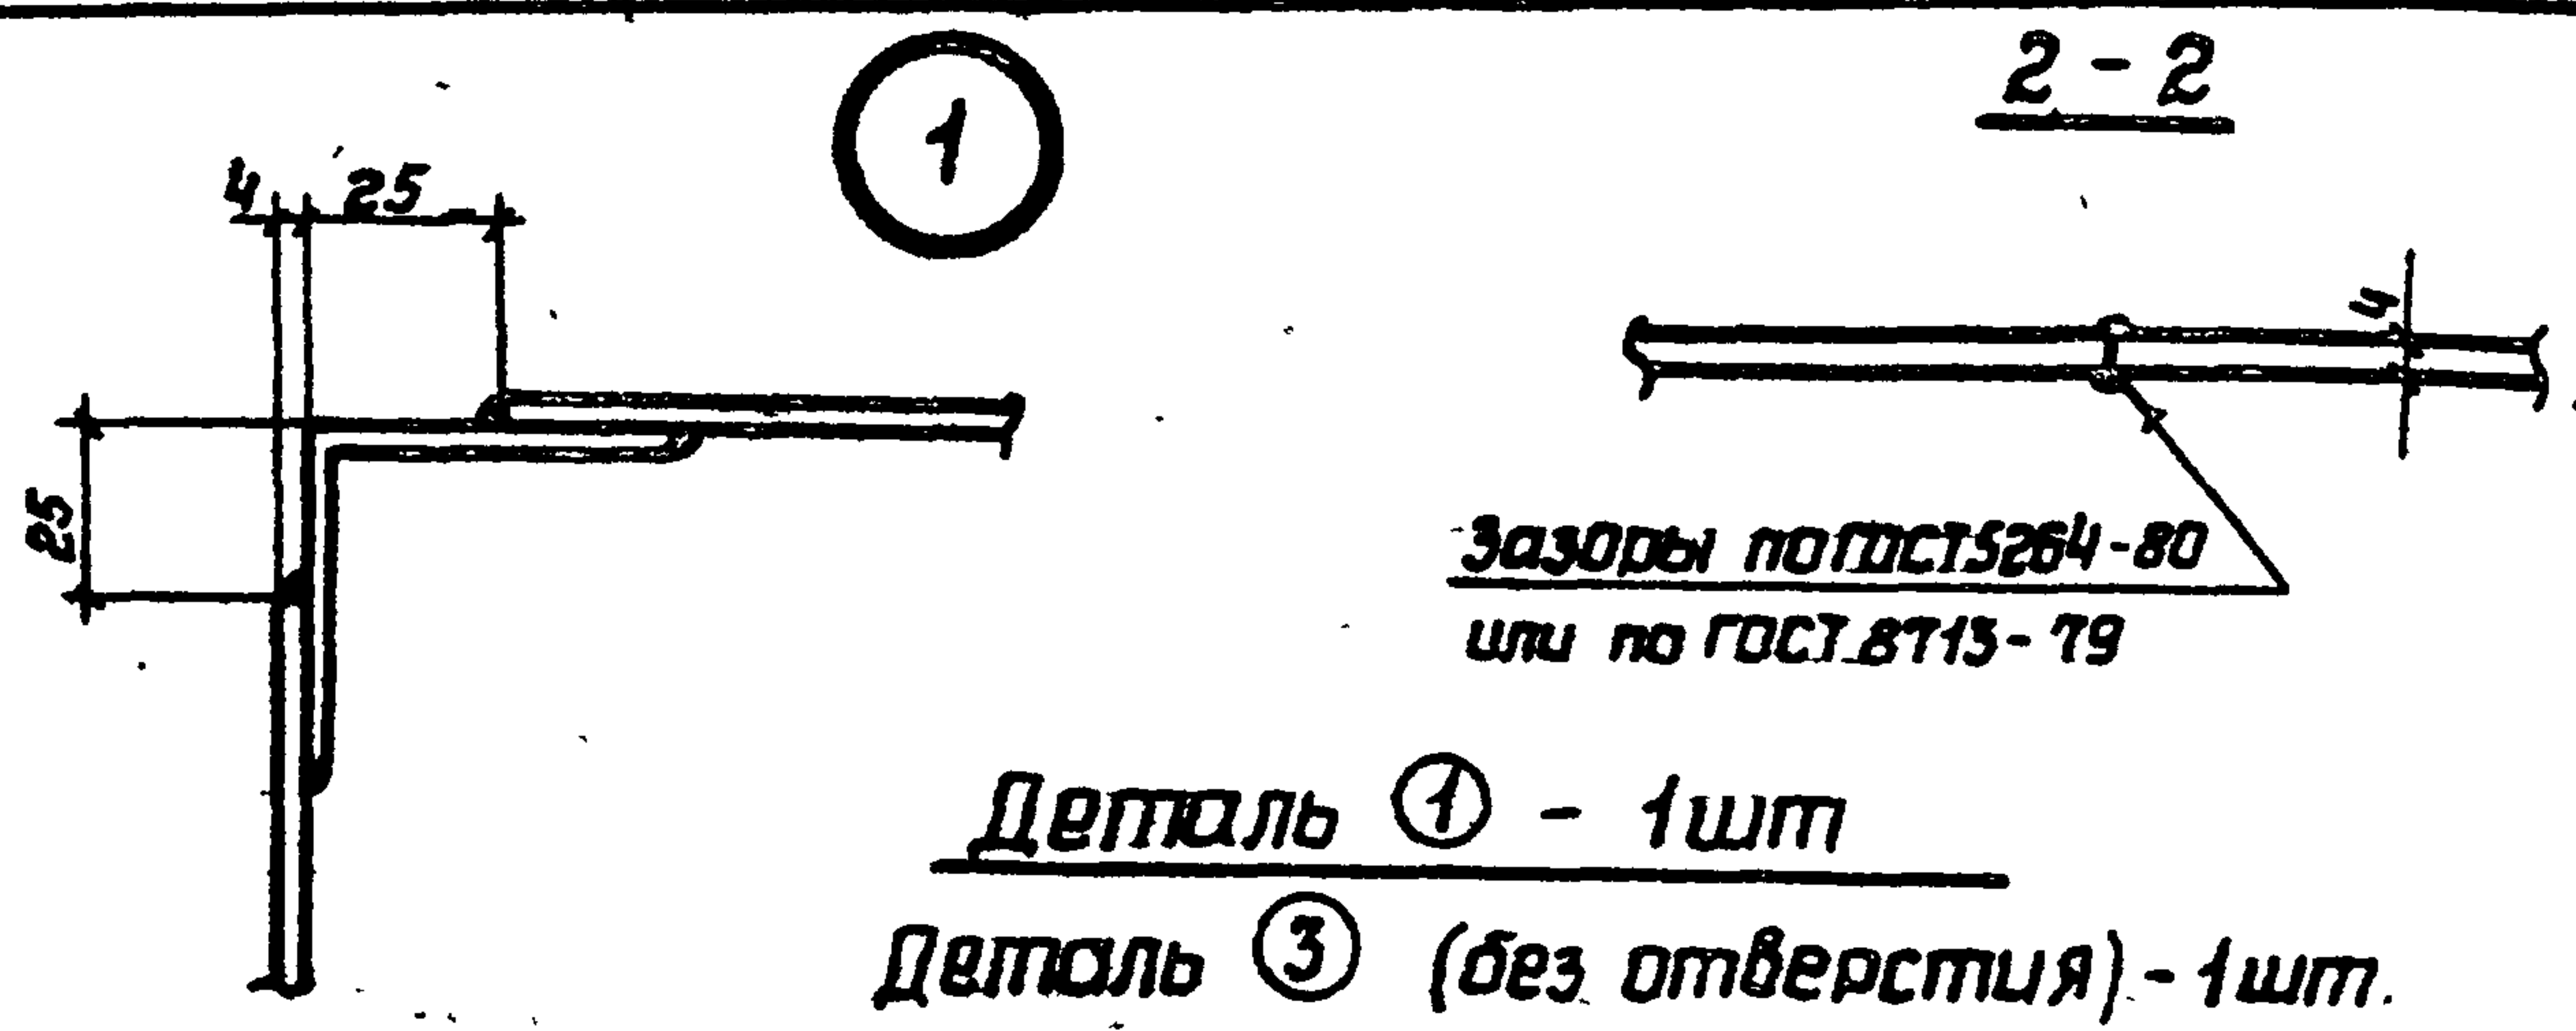 1
2-2
4 25
25
4
Зазоры по ГОСТ 5264-80
или по ГОСТ 8713-79
Деталь 1 - 1шт
Деталь 3 (без отверстия) - 1шт.